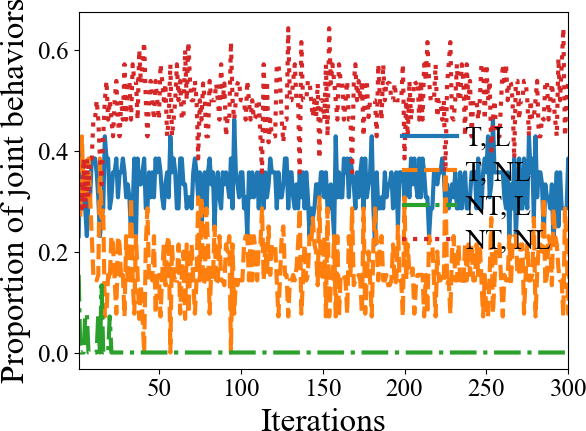 Proportion of joint behaviors
0.6
0.4
0.2
0.0
T, L
T, NL
NT, L
NT, NL
50
100
150
200
250
300
Iterations